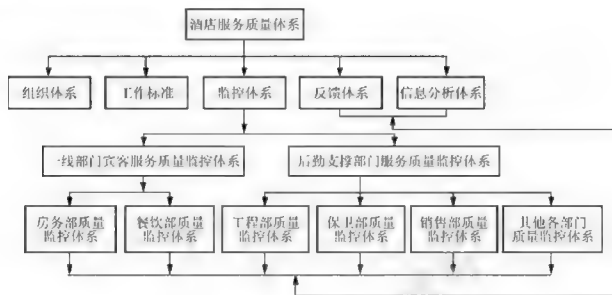 酒店服务质量体系
组织体系
工作标准
监控体系
反馈体系
信息分析体系
一线部门宾客服务质量监控体系
后勤支撑部门服务质量监控体系
房务部质量
监控体系
餐饮部质量
监控体系
工程部质量
监控体系
保卫部质量
监控体系
销售部质量
监控体系
其他各部门
质量监控体系